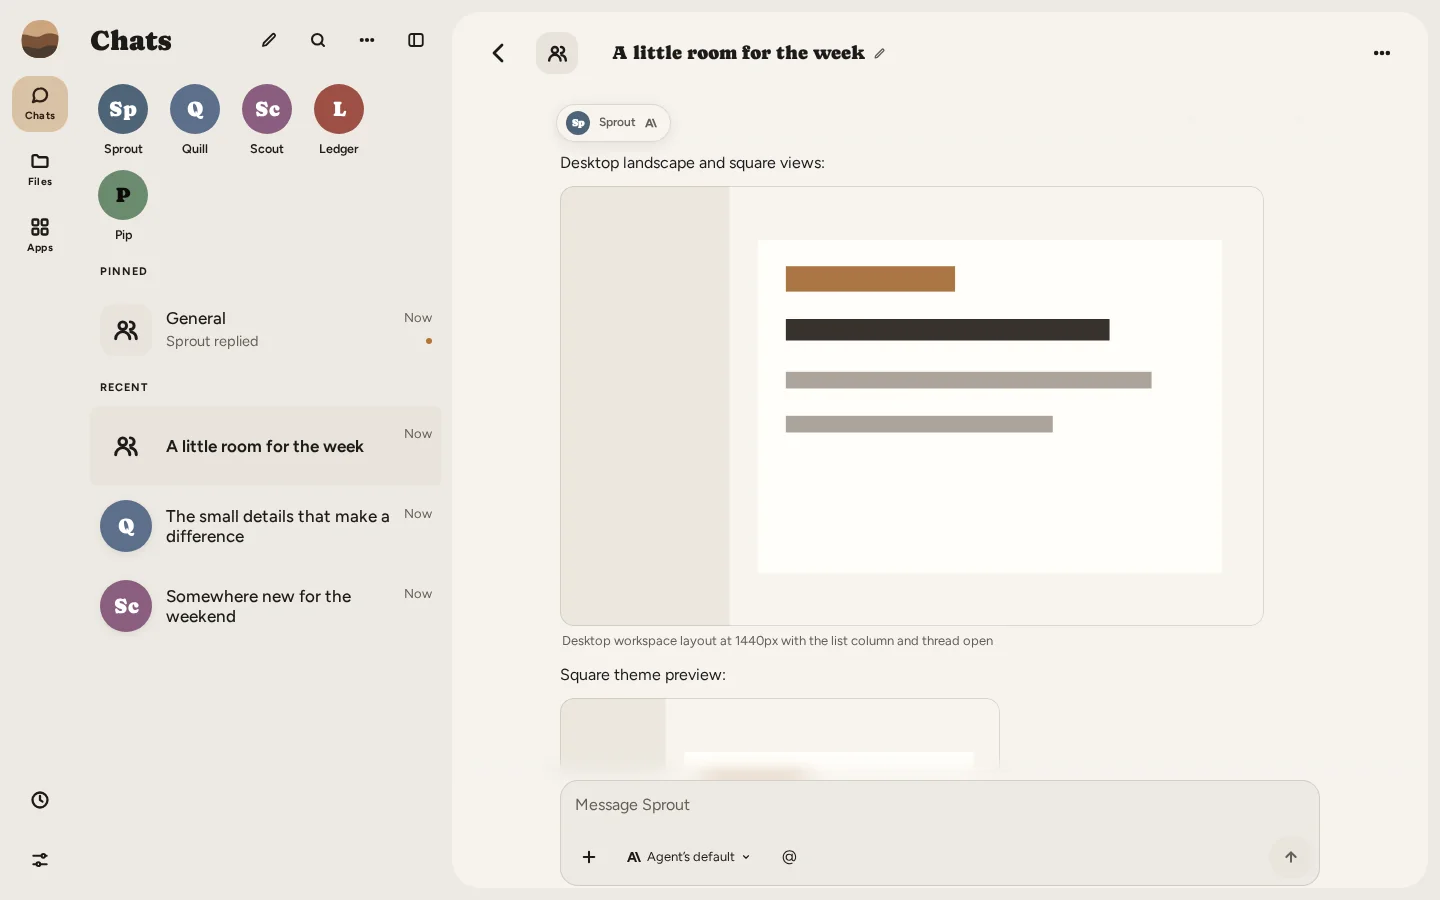 Chats
Chats
Files
Apps
Sp
Sprout
Q
Quill
Sc
Scout
L
Ledger
P
Pip
PINNED
General
Now
Sprout replied
RECENT
A little room for the week
Now
Q
The small details that make a
difference
Now
Sc
Somewhere new for the
weekend
Now
A little room for the week
Sp
Sprout
Desktop landscape and square views:
Desktop workspace layout at 1440px with the list column and thread open
Square theme preview:
Message Sprout
Agent's default
@